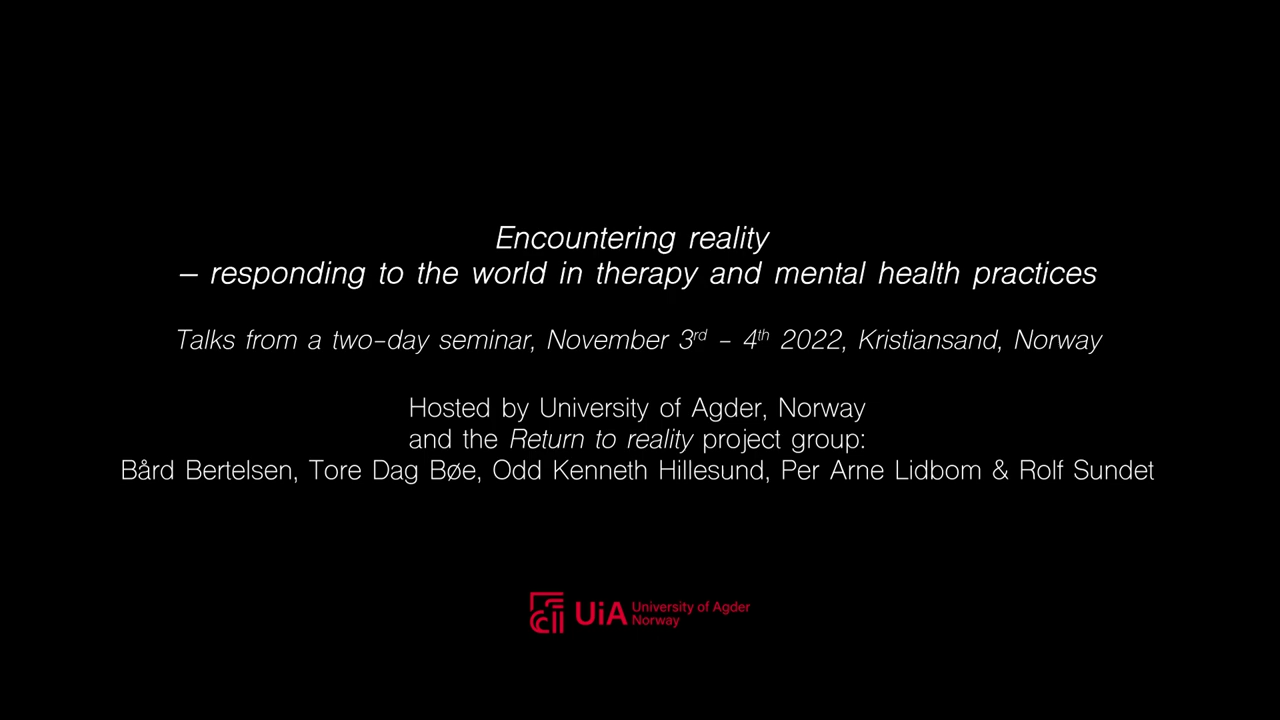 Encountering reality
– responding to the world in therapy and mental health practices
Talks from a two-day seminar, November 3rd - 4th 2022, Kristiansand, Norway
Hosted by University of Agder, Norway
and the Return to reality project group:
Bård Bertelsen, Tore Dag Bøe, Odd Kenneth Hillesund, Per Arne Lidbom & Rolf Sundet
UiA University of Agder
Norway